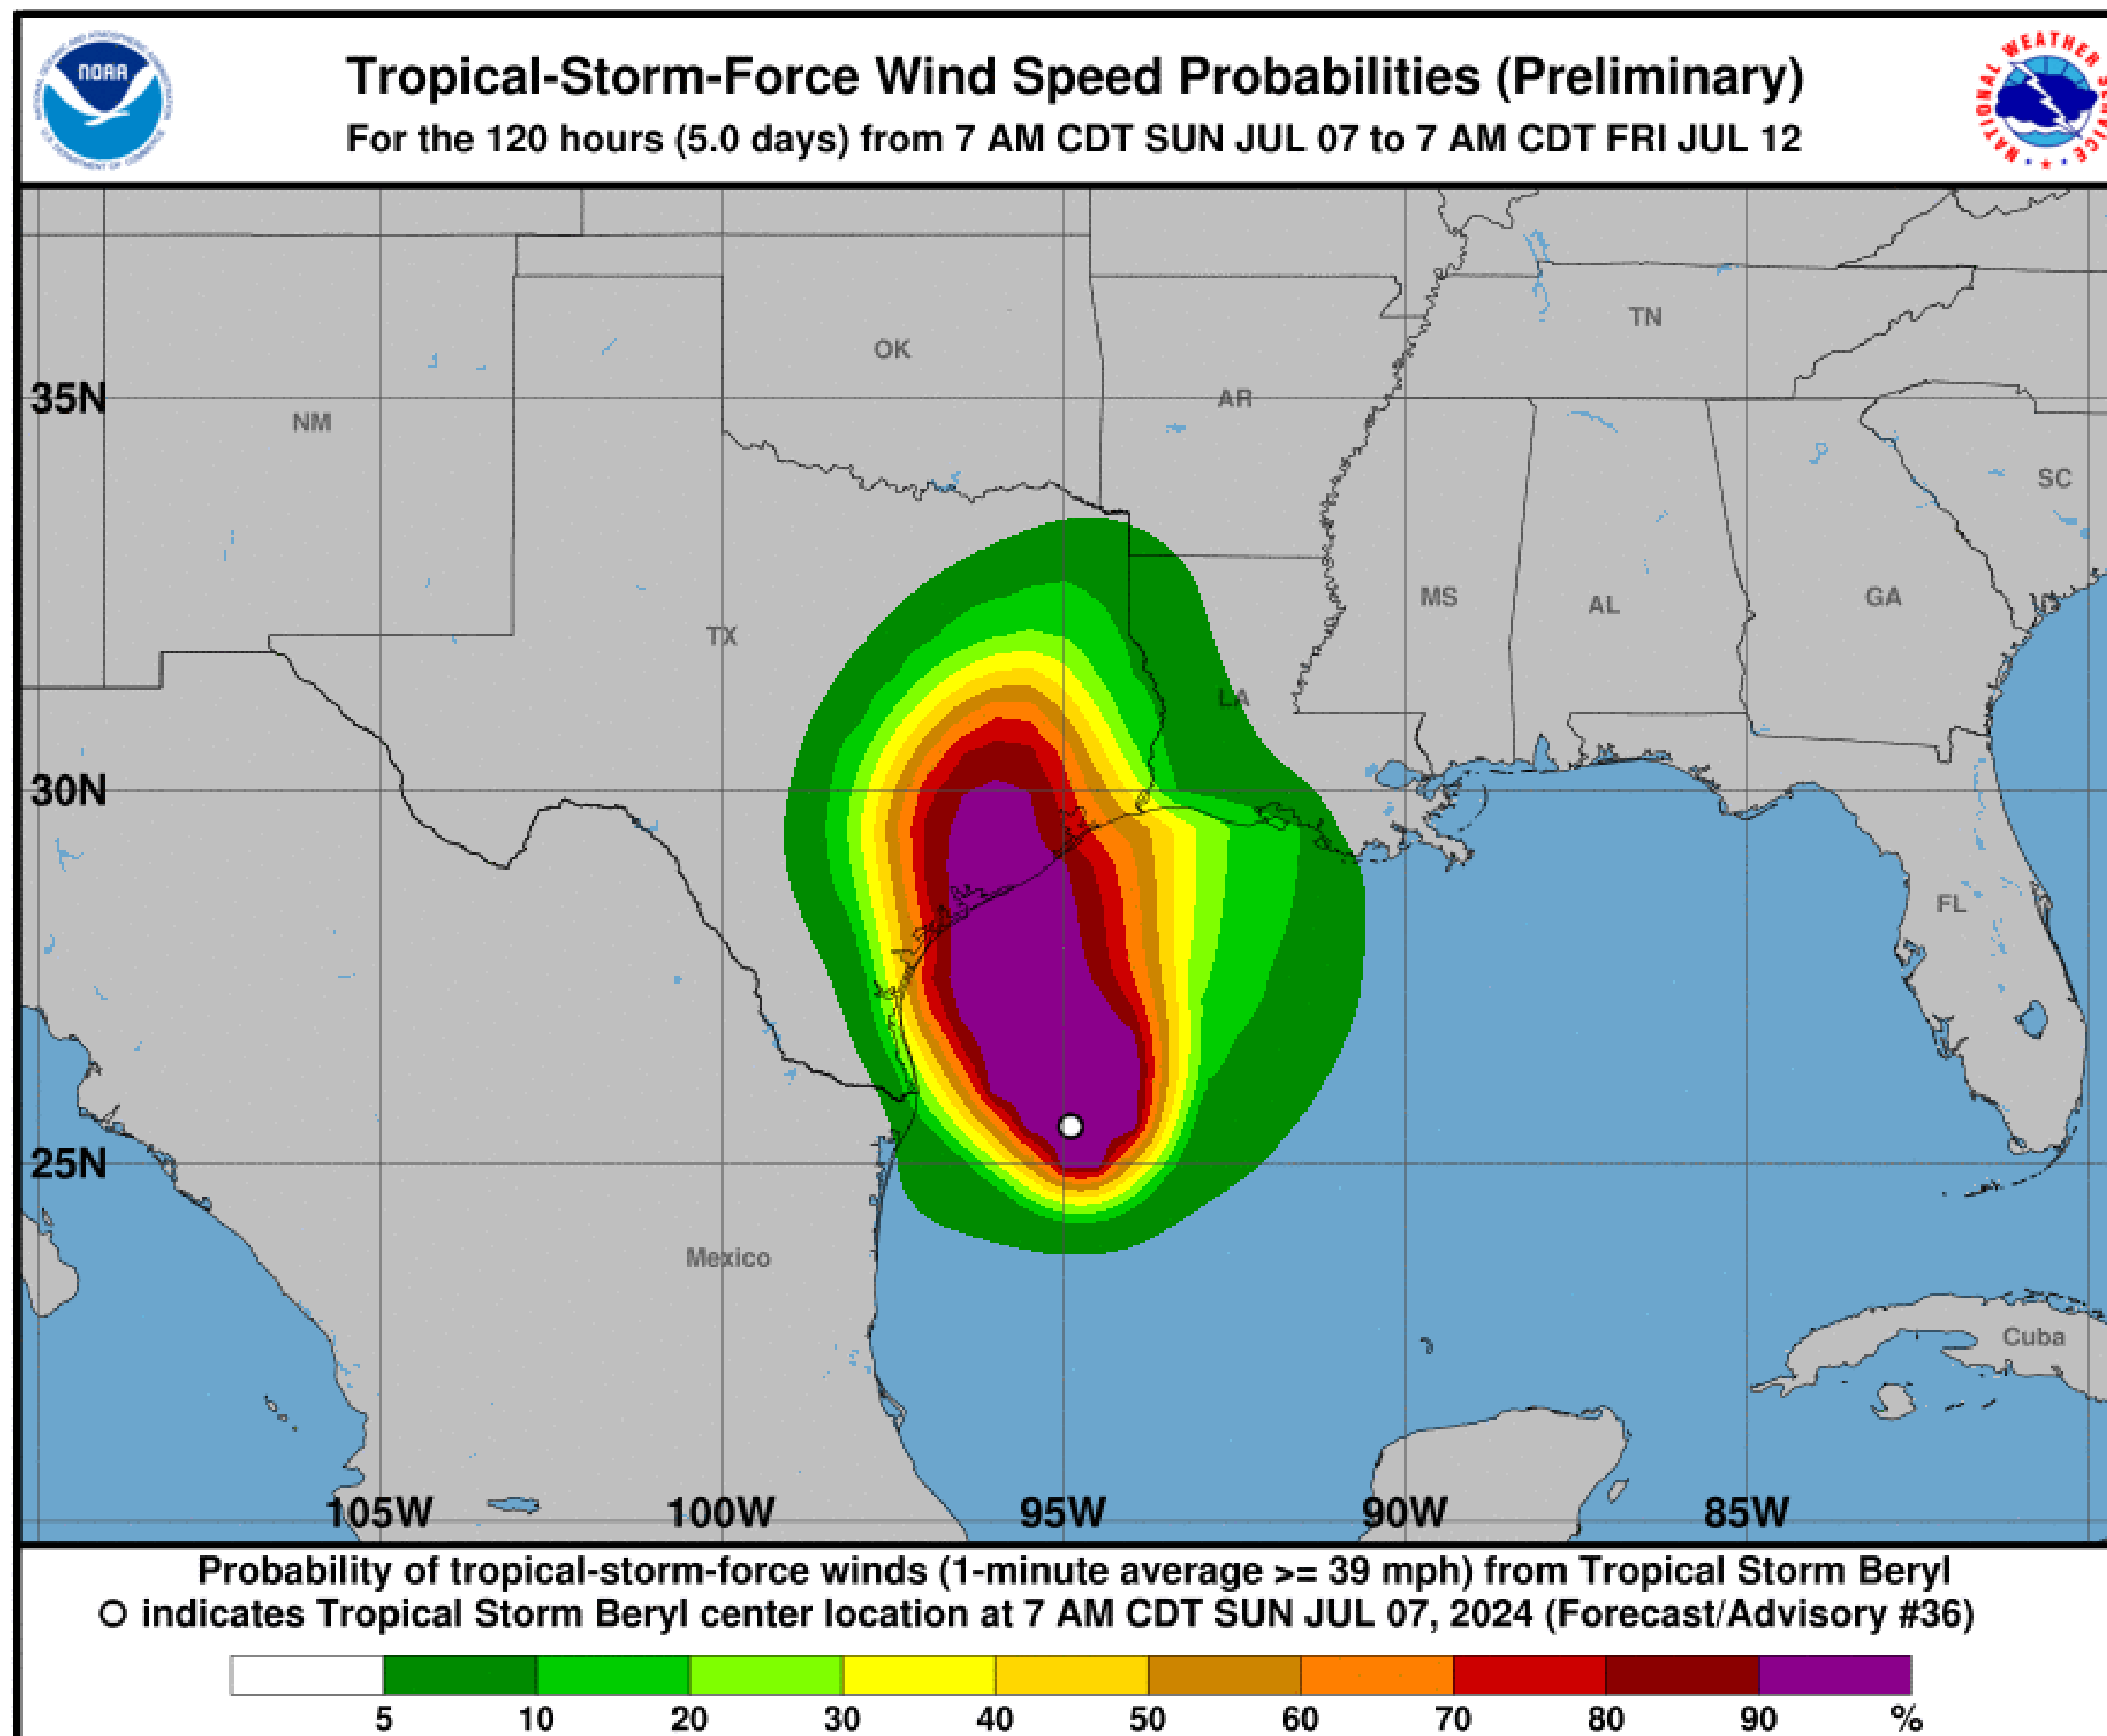 Tropical-Storm-Force Wind Speed Probabilities (Preliminary)
For the 120 hours (5.0 days) from 7 AM CDT SUN JUL 07 to 7 AM CDT FRI JUL 12
NOAA
NATIONAL WEATHER
TN
OK
35N
AR
NM
SC
MS
AL
GA
TX
LA
30N
FL
25N
Mexico
Cuba
105W 100W 95W 90W 85W
Probability of tropical-storm-force winds (1-minute average >= 39 mph) from Tropical Storm Beryl
O indicates Tropical Storm Beryl center location at 7 AM CDT SUN JUL 07, 2024 (Forecast/Advisory #36)
5 10 20 30 40 50 60 70 80 90 %